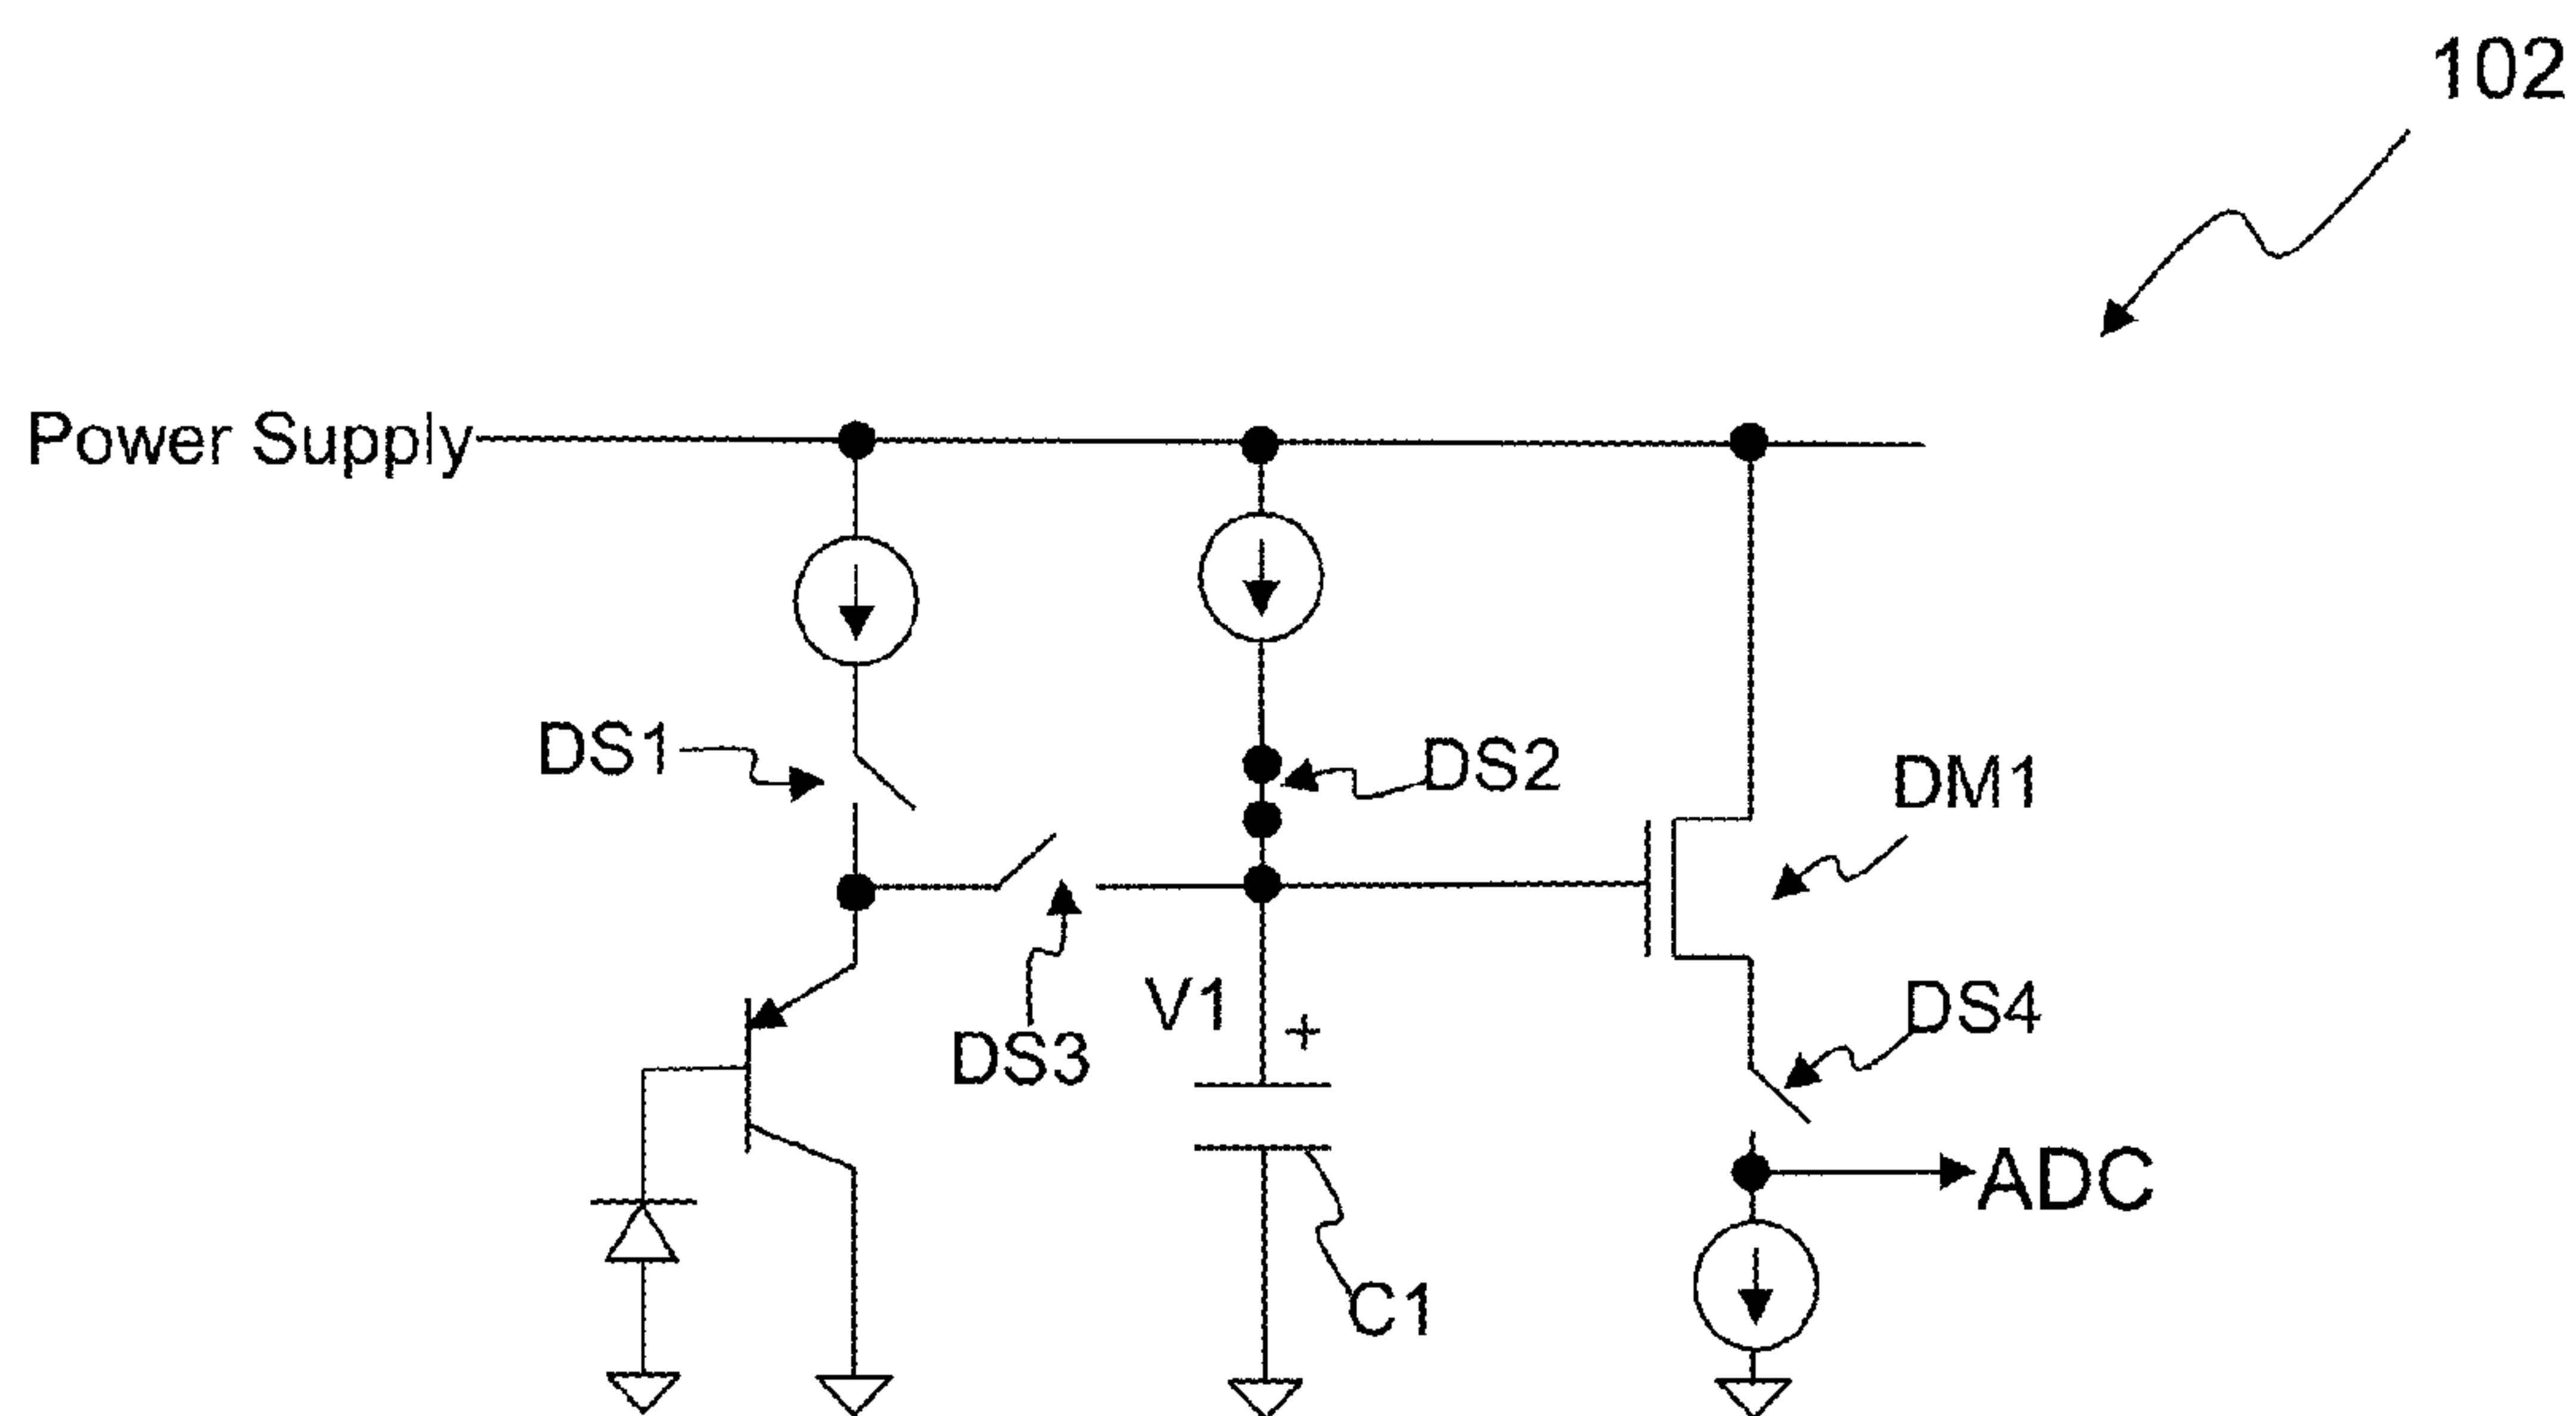 102
Power Supply
DS1
DS2
DM1
V1
+
DS3
DS4
ADC
C1